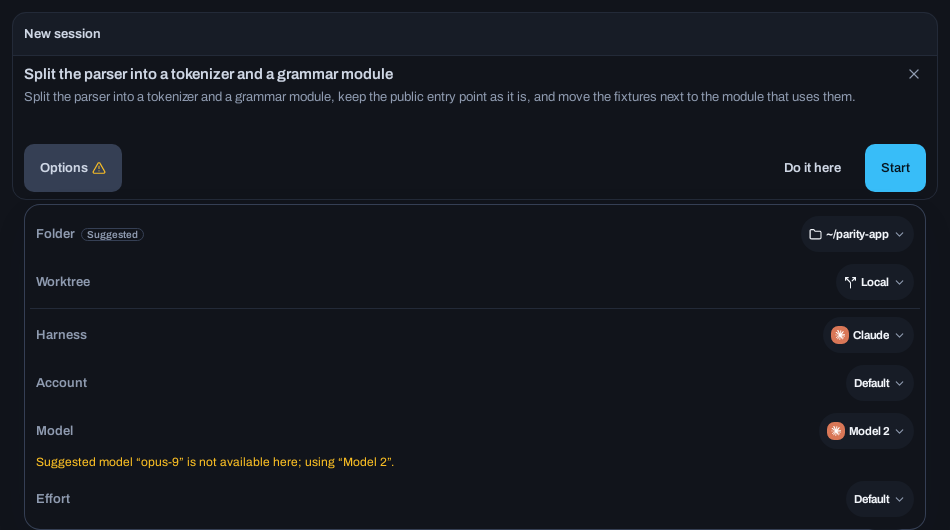 New session
Split the parser into a tokenizer and a grammar module
Split the parser into a tokenizer and a grammar module, keep the public entry point as it is, and move the fixtures next to the module that uses them.
Options
Do it here
Start
Folder
Suggested
~/parity-app
Worktree
Local
Harness
Claude
Account
Default
Model
Model 2
Suggested model “opus-9” is not available here; using “Model 2”.
Effort
Default